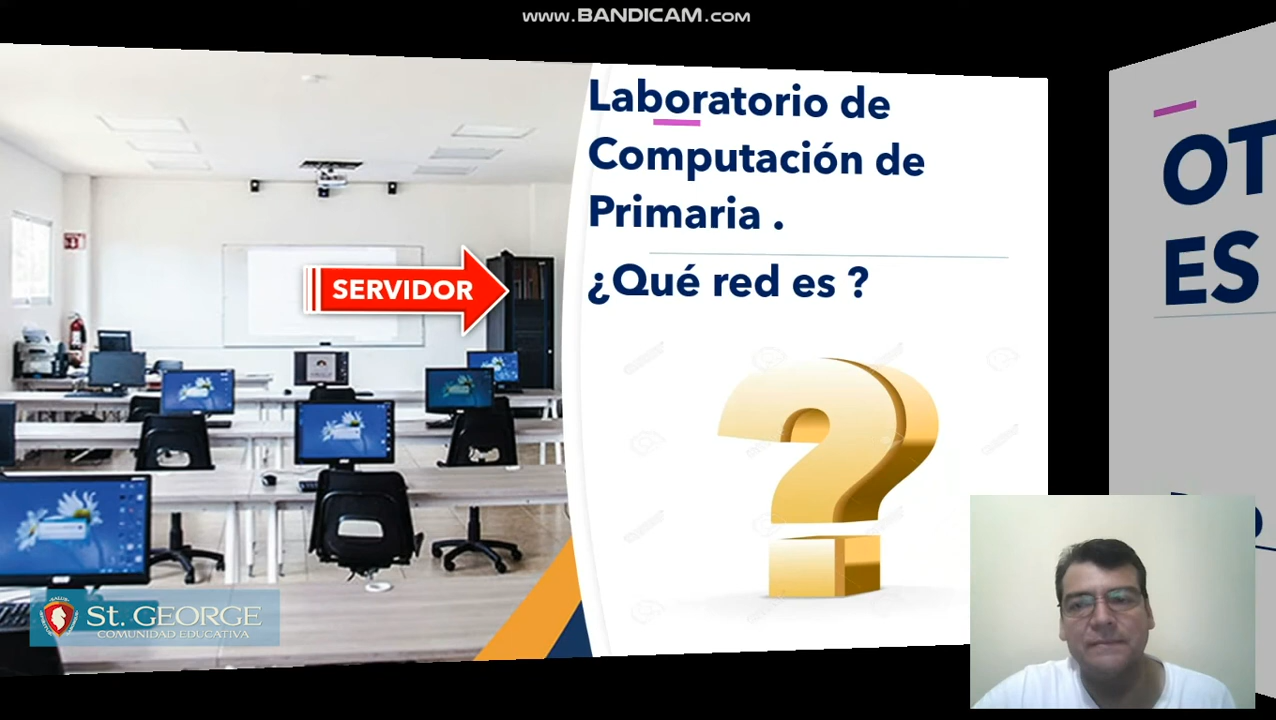 www.BANDICAM.com
Laboratorio de
Computación de
Primaria .
¿Qué red es ?
SERVIDOR
OT
ES
St. GEORGE
COMUNIDAD EDUCATIVA